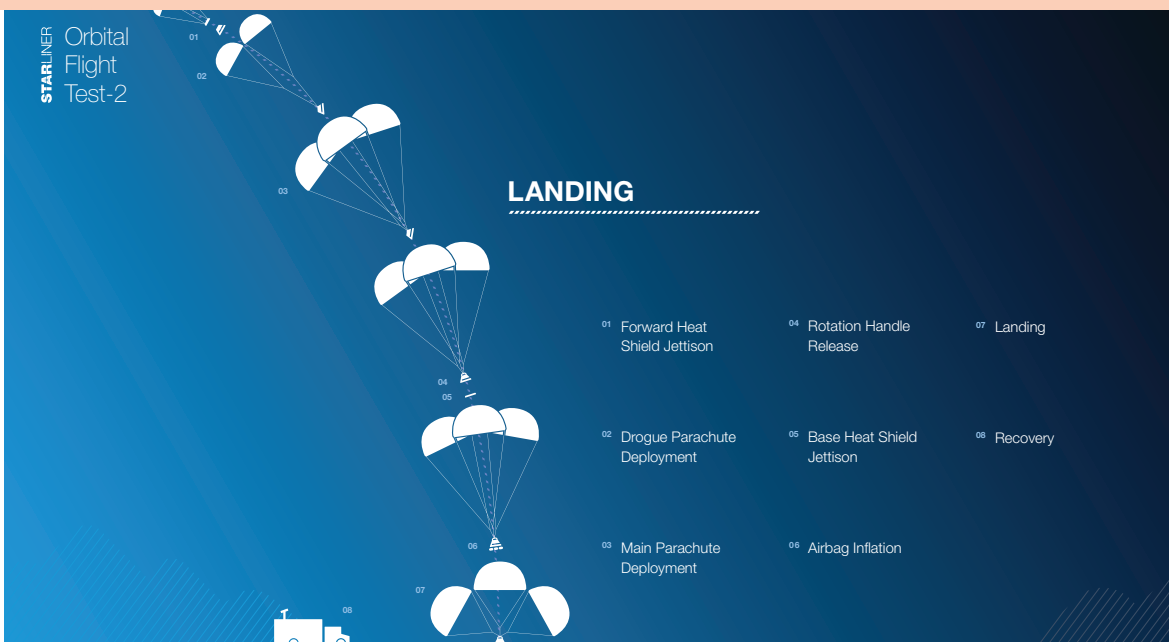 STARLINER
Orbital
Flight
Test-2
01
02
03
04
05
06
07
08
LANDING
01 Forward Heat
Shield Jettison
02 Drogue Parachute
Deployment
03 Main Parachute
Deployment
04 Rotation Handle
Release
05 Base Heat Shield
Jettison
06 Airbag Inflation
07 Landing
08 Recovery